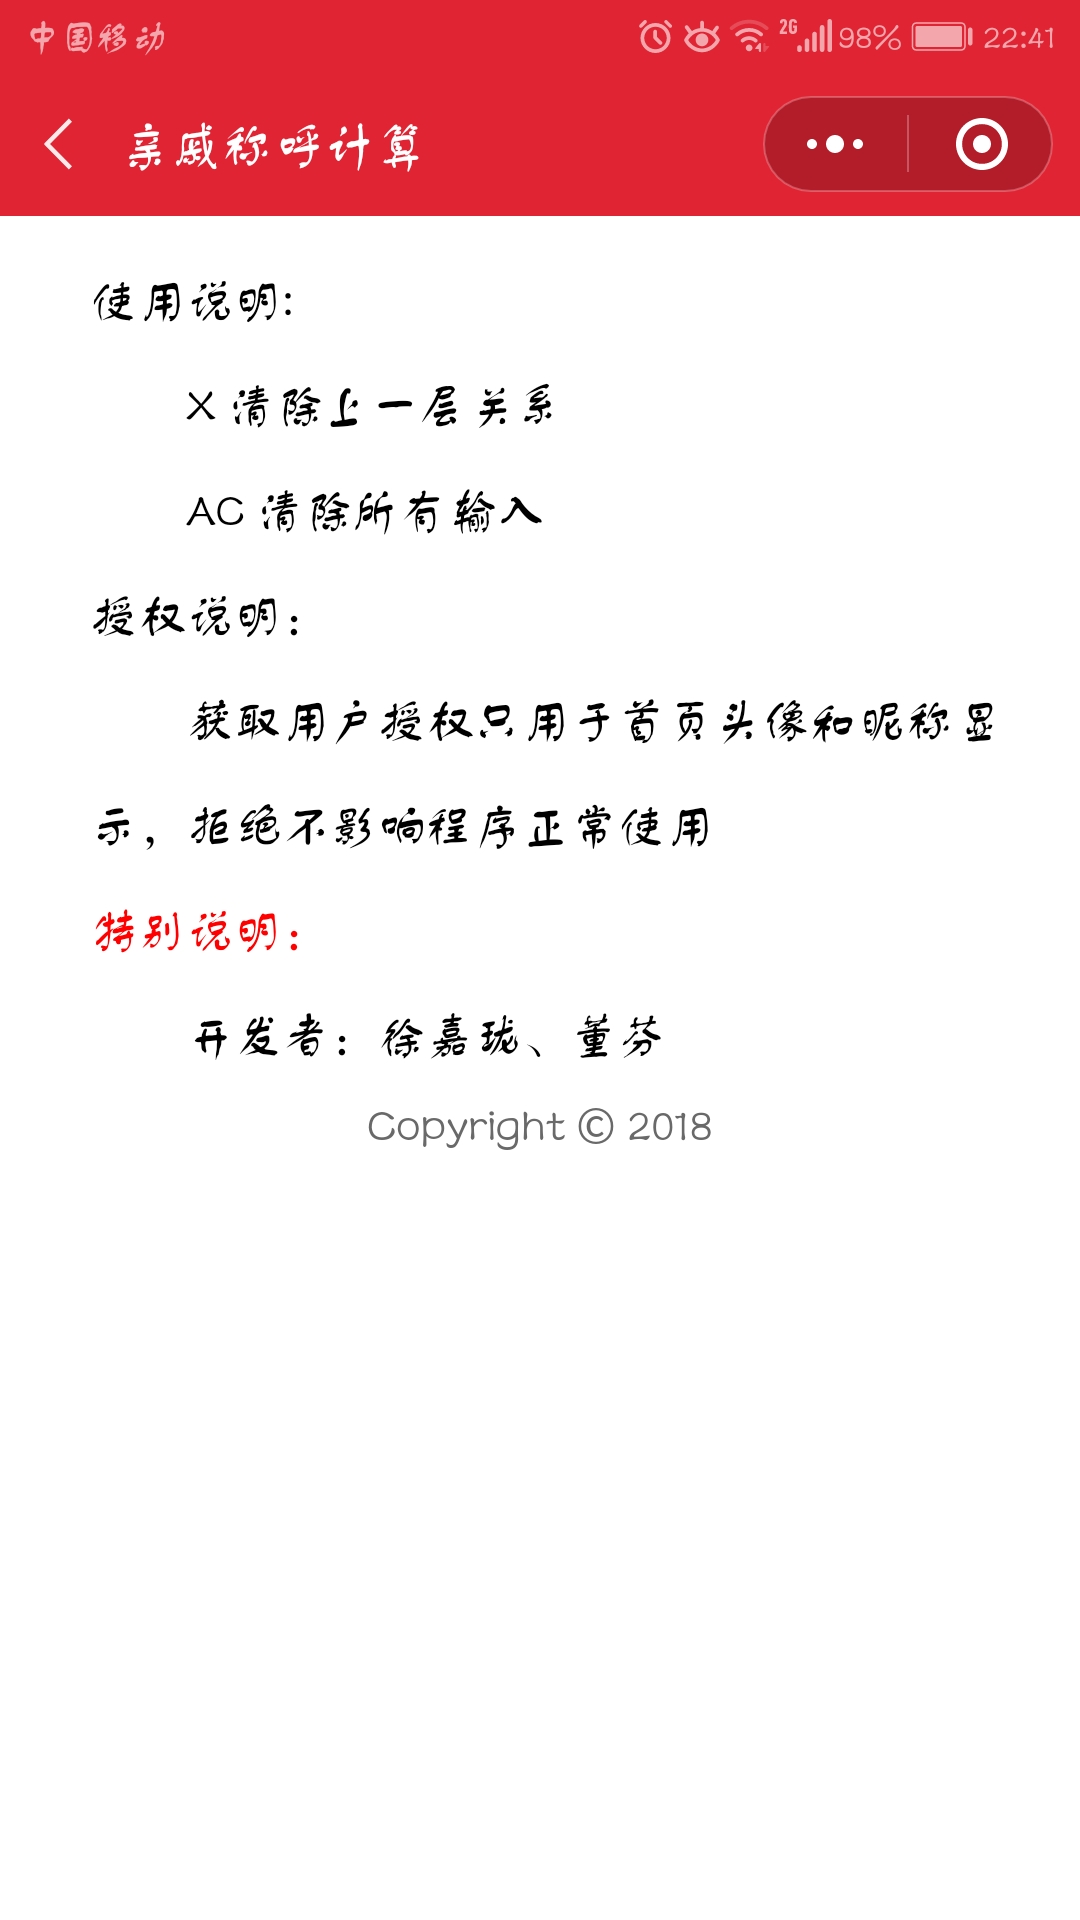 中国移动 2G 98% 22:41
亲戚称呼计算
使用说明:
X 清除上一层关系
AC 清除所有输入
授权说明：
获取用户授权只用于首页头像和昵称显
示，拒绝不影响程序正常使用
特别说明：
开发者：徐嘉珑、董芬
Copyright © 2018